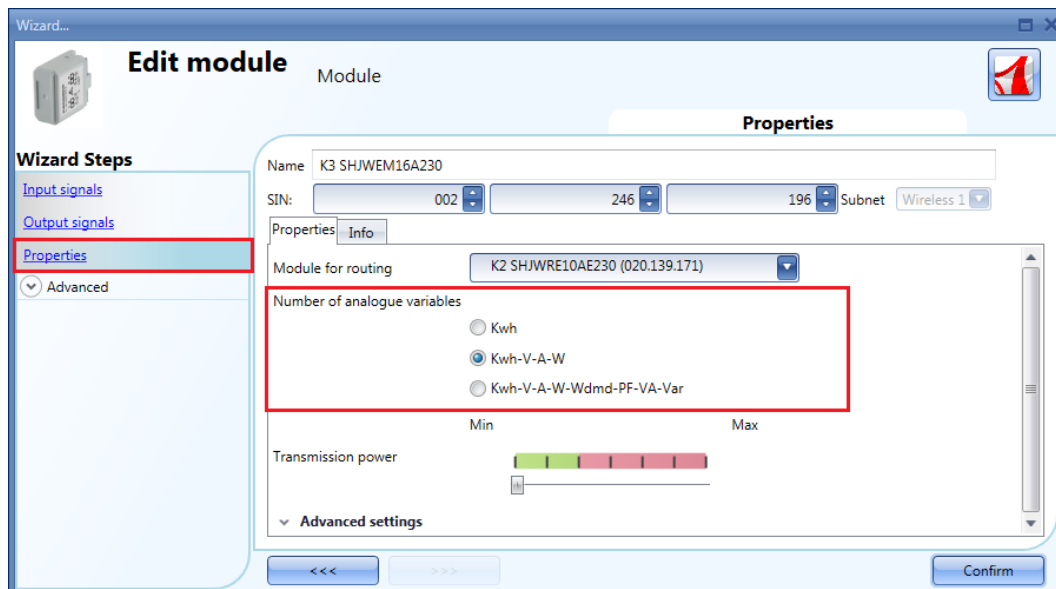 Wizard...
Edit module
Module
Properties
Wizard Steps
Input signals
Output signals
Properties
Advanced
Name K3 SHJWEM16A230
SIN: 002 246 196 Subnet Wireless 1
Properties Info
Module for routing K2 SHJWRE10AE230 (020.139.171)
Number of analogue variables
Kwh
Kwh-V-A-W
Kwh-V-A-W-Wdmd-PF-VA-Var
Min Max
Transmission power
Advanced settings
<<< >>> Confirm